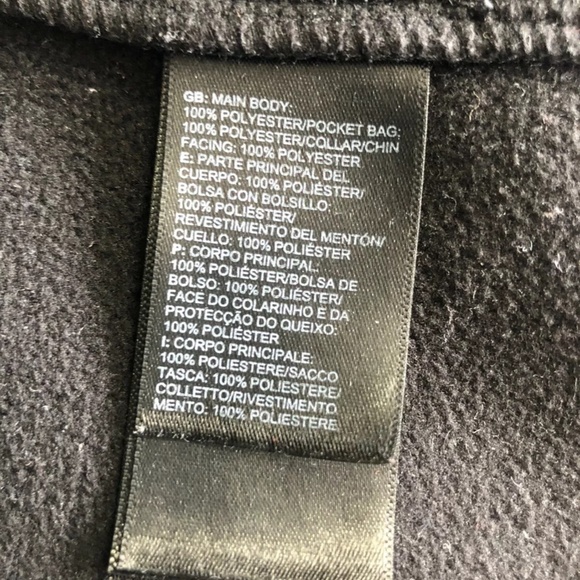 GB: MAIN BODY:
100% POLYESTER/POCKET BAG:
100% POLYESTER/COLLAR/CHIN
FACING: 100% POLYESTER
E: PARTE PRINCIPAL DEL
CUERPO: 100% POLIÉSTER/
BOLSA CON BOLSILLO:
100% POLIÉSTER/
REVESTIMIENTO DEL MENTÓN/
CUELLO: 100% POLIÉSTER
P: CORPO PRINCIPAL:
100% POLIÉSTER/BOLSA DE
BOLSO: 100% POLIÉSTER/
FACE DO COLARINHO E DA
PROTECÇÃO DO QUEIXO:
100% POLIÉSTER
I: CORPO PRINCIPALE:
100% POLIESTERE/SACCO
TASCA: 100% POLIESTERE/
COLLETTO/RIVESTIMENTO
MENTO: 100% POLIESTERE